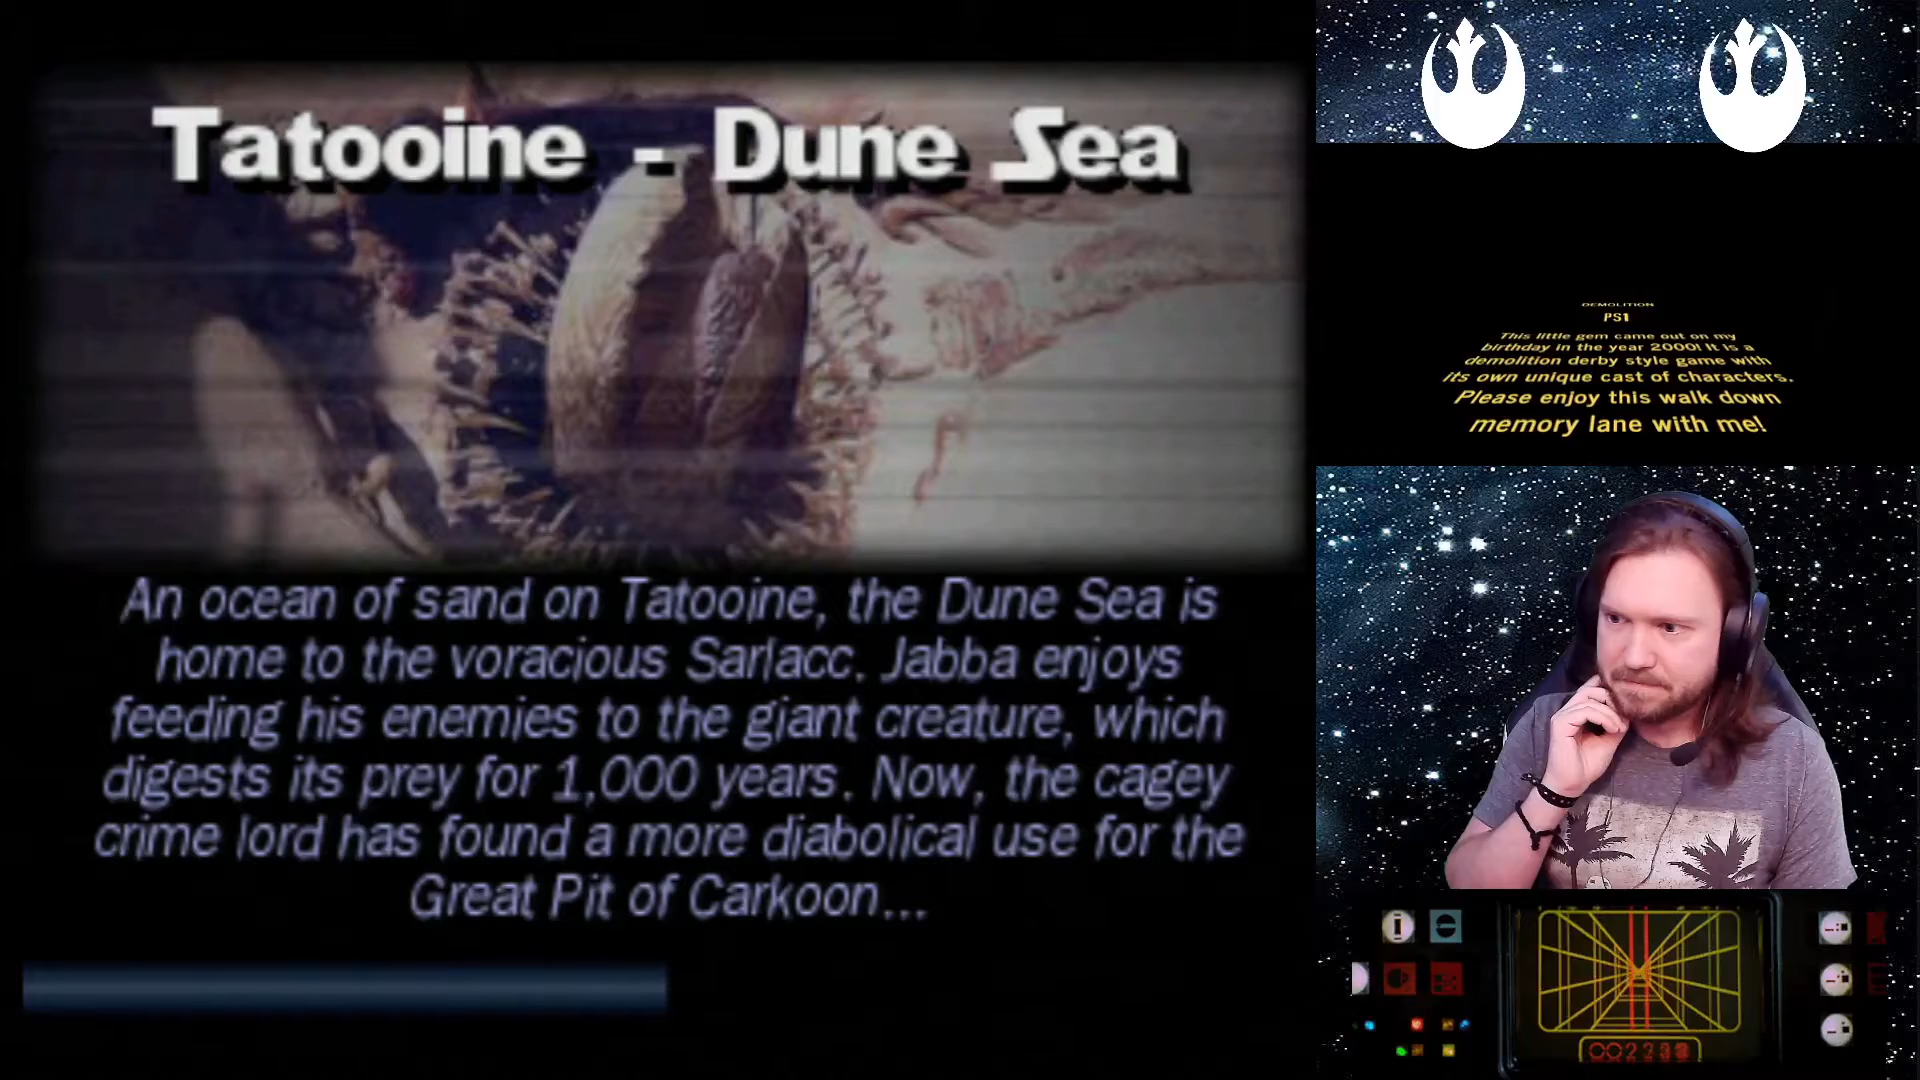 Tatooine - Dune Sea
An ocean of sand on Tatooine, the Dune Sea is
home to the voracious Sarlacc. Jabba enjoys
feeding his enemies to the giant creature, which
digests its prey for 1,000 years. Now, the cagey
crime lord has found a more diabolical use for the
Great Pit of Carkoon...
DEMOLITION
PS1
This little gem came out on my
birthday in the year 2000! It is a
demolition derby style game with
its own unique cast of characters.
Please enjoy this walk down
memory lane with me!